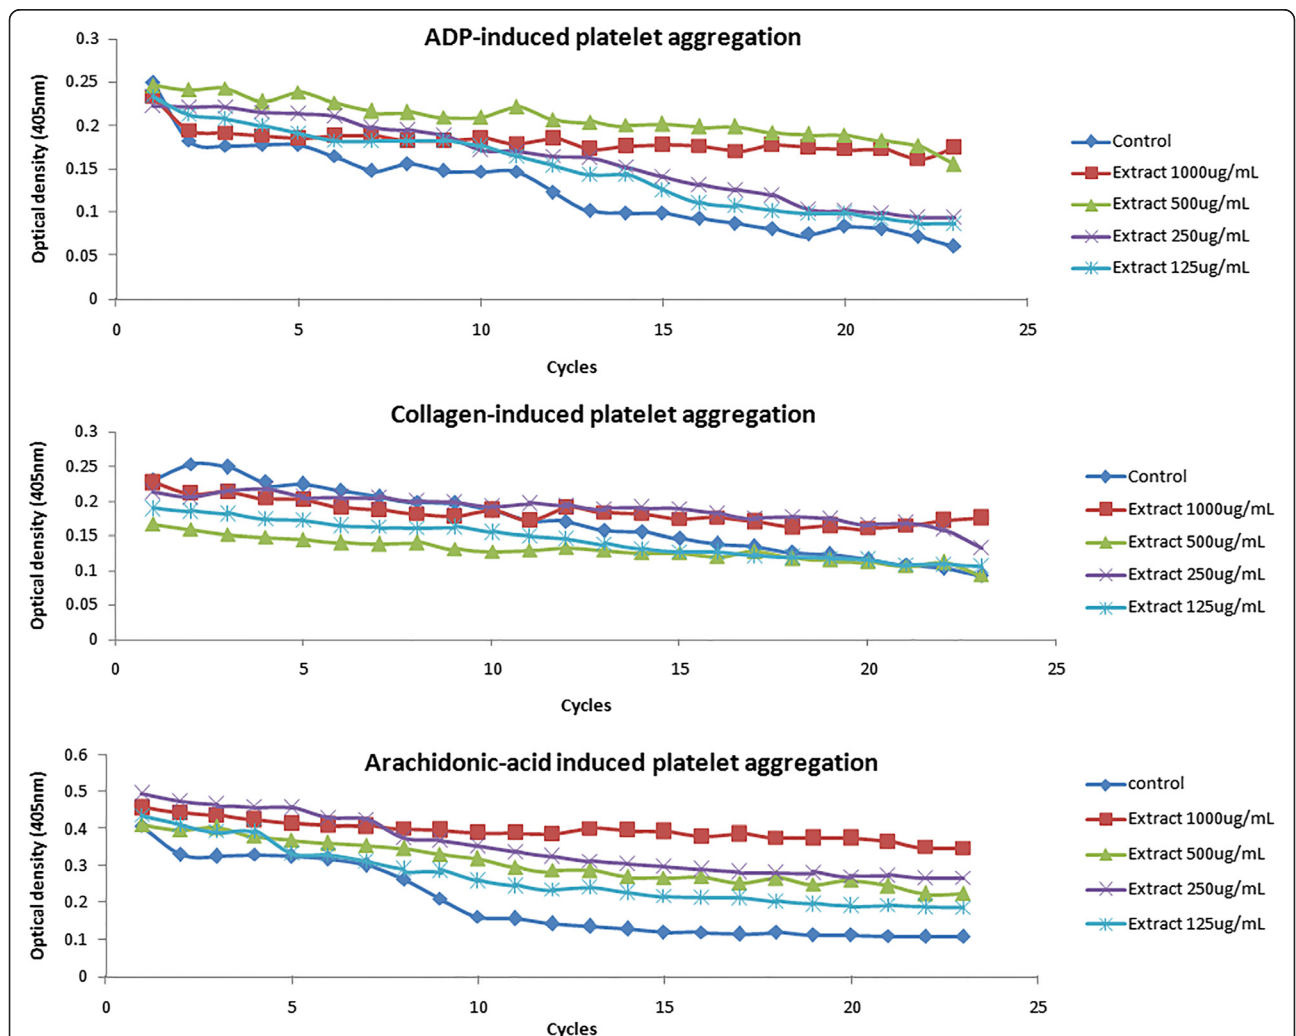 ADP-induced platelet aggregation
0.3
0.25
0.2
0.15
0.1
0.05
0
Optical density (405nm)
0 5 10 15 20 25
Cycles
Control
Extract 1000ug/mL
Extract 500ug/mL
Extract 250ug/mL
Extract 125ug/mL
Collagen-induced platelet aggregation
0.3
0.25
0.2
0.15
0.1
0.05
0
Optical density (405nm)
0 5 10 15 20 25
Cycles
Control
Extract 1000ug/mL
Extract 500ug/mL
Extract 250ug/mL
Extract 125ug/mL
Arachidonic-acid induced platelet aggregation
0.6
0.5
0.4
0.3
0.2
0.1
0
Optical density (405nm)
0 5 10 15 20 25
Cycles
control
Extract 1000ug/mL
Extract 500ug/mL
Extract 250ug/mL
Extract 125ug/mL